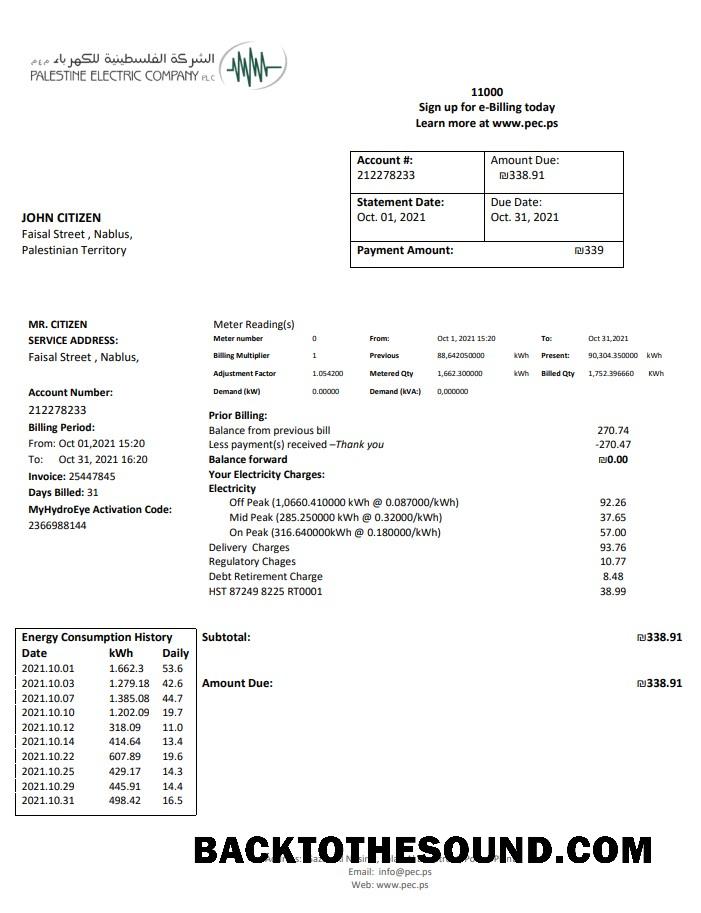 الشركة الفلسطينية للكهرباء م.ع.م
PALESTINE ELECTRIC COMPANY PLC
11000
Sign up for e-Billing today
Learn more at www.pec.ps
Account #: Amount Due:
212278233 ₪338.91
Statement Date: Due Date:
Oct. 01, 2021 Oct. 31, 2021
Payment Amount: ₪339
JOHN CITIZEN
Faisal Street , Nablus,
Palestinian Territory
MR. CITIZEN
SERVICE ADDRESS:
Faisal Street , Nablus,
Account Number:
212278233
Billing Period:
From: Oct 01,2021 15:20
To: Oct 31, 2021 16:20
Invoice: 25447845
Days Billed: 31
MyHydroEye Activation Code:
2366988144
Meter Reading(s)
Meter number 0 From: Oct 1, 2021 15:20 To: Oct 31,2021
Billing Multiplier 1 Previous 88,642050000 kWh Present: 90,304.350000 kWh
Adjustment Factor 1.054200 Metered Qty 1,662.300000 kWh Billed Qty 1,752.396660 KWh
Demand (kW) 0.00000 Demand (kVA:) 0,000000
Prior Billing:
Balance from previous bill 270.74
Less payment(s) received –Thank you -270.47
Balance forward ₪0.00
Your Electricity Charges:
Electricity
Off Peak (1,0660.410000 kWh @ 0.087000/kWh) 92.26
Mid Peak (285.250000 kWh @ 0.32000/kWh) 37.65
On Peak (316.640000kWh @ 0.180000/kWh) 57.00
Delivery Charges 93.76
Regulatory Chages 10.77
Debt Retirement Charge 8.48
HST 87249 8225 RT0001 38.99
Energy Consumption History
Date kWh Daily
2021.10.01 1.662.3 53.6
2021.10.03 1.279.18 42.6
2021.10.07 1.385.08 44.7
2021.10.10 1.202.09 19.7
2021.10.12 318.09 11.0
2021.10.14 414.64 13.4
2021.10.22 607.89 19.6
2021.10.25 429.17 14.3
2021.10.29 445.91 14.4
2021.10.31 498.42 16.5
Subtotal: ₪338.91
Amount Due: ₪338.91
BACKTOTHESOUND.COM
Email: info@pec.ps
Web: www.pec.ps